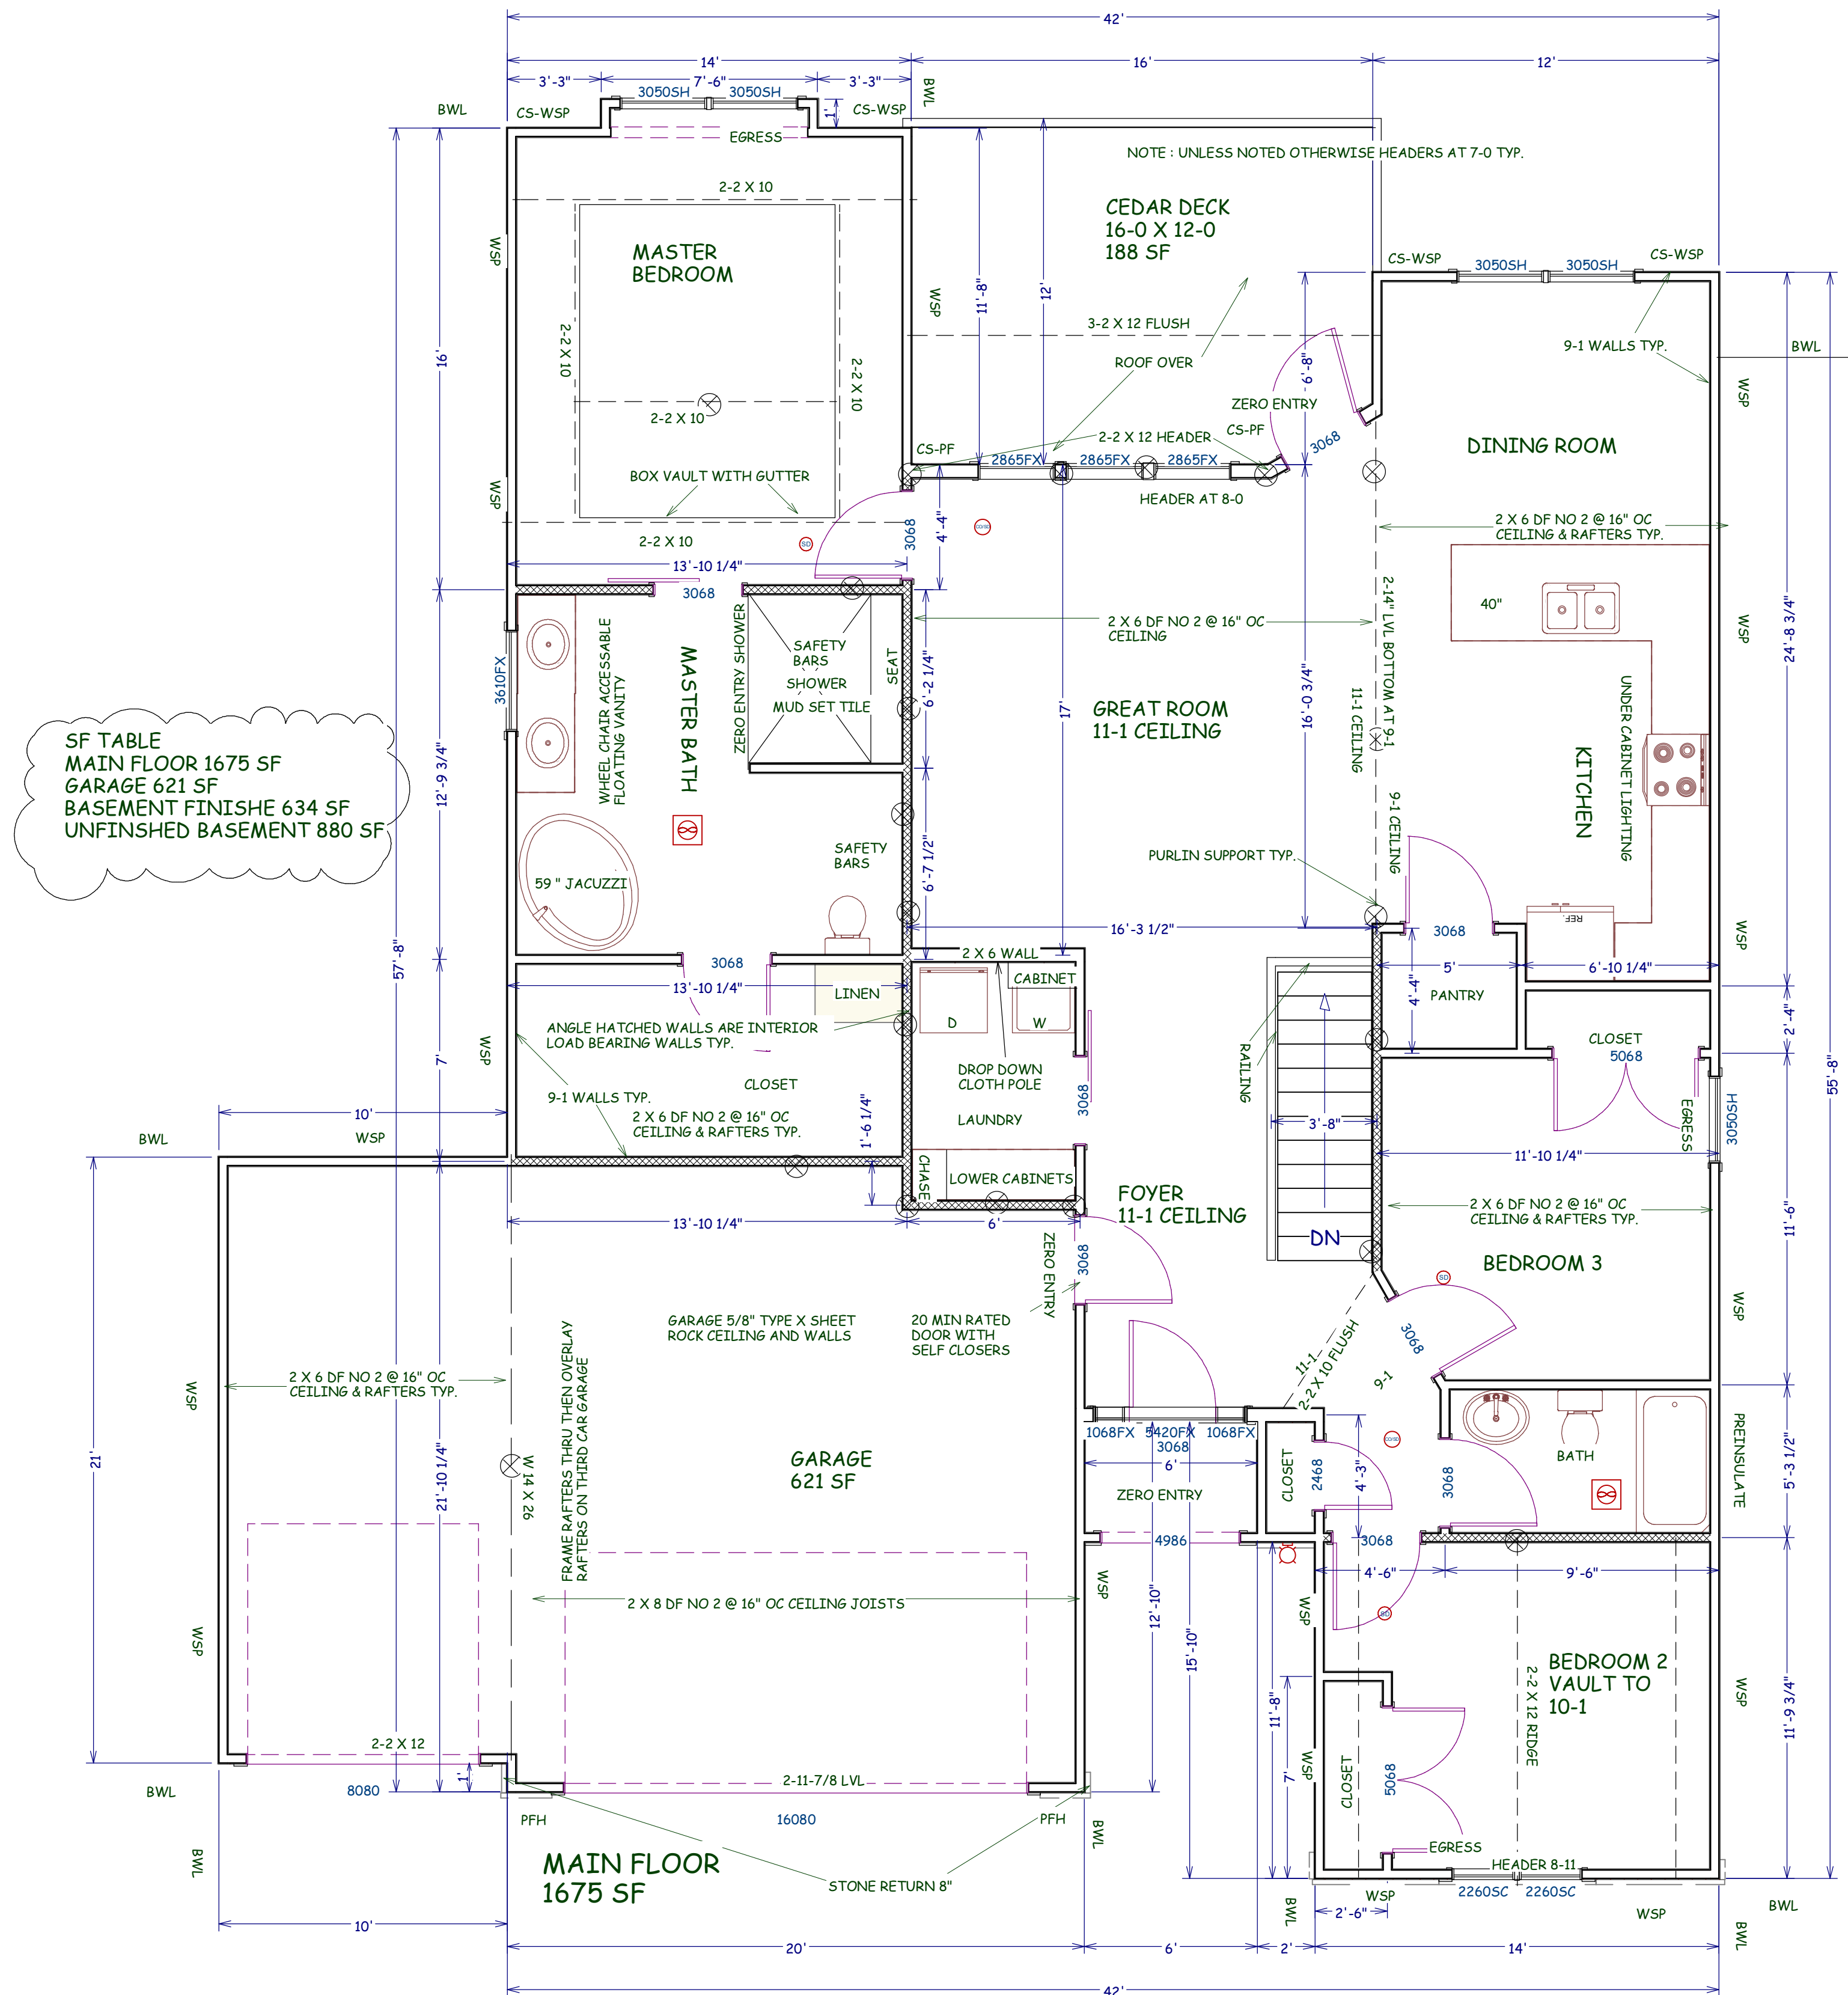 42'
14'
16'
12'
3'-3"
7'-6"
3'-3"
3050SH
3050SH
1'
BWL
CS-WSP
CS-WSP
BWL
EGRESS
NOTE : UNLESS NOTED OTHERWISE HEADERS AT 7-0 TYP.
2-2 X 10
CEDAR DECK
16-0 X 12-0
188 SF
MASTER
BEDROOM
WSP
CS-WSP
3050SH
3050SH
CS-WSP
WSP
11'-8"
12'
3-2 X 12 FLUSH
9-1 WALLS TYP.
BWL
2-2 X 10
2-2 X 10
16'
ROOF OVER
6'-8"
WSP
ZERO ENTRY
2-2 X 10
CS-PF
2-2 X 12 HEADER
CS-PF
3068
DINING ROOM
2865FX
2865FX
2865FX
BOX VAULT WITH GUTTER
WSP
HEADER AT 8-0
2-2 X 10
SD
3068
4'-4"
CO/SD
2 X 6 DF NO 2 @ 16" OC
CEILING & RAFTERS TYP.
13'-10 1/4"
3068
40"
2-14" LVL BOTTOM AT 9-1
2 X 6 DF NO 2 @ 16" OC
CEILING
WSP
24'-8 3/4"
3610FX
WHEEL CHAIR ACCESSABLE
FLOATING VANITY
MASTER BATH
ZERO ENTRY SHOWER
SAFETY
BARS
SHOWER
MUD SET TILE
SEAT
6'-2 1/4"
17'
GREAT ROOM
11-1 CEILING
16'-0 3/4"
11-1 CEILING
9-1 CEILING
KITCHEN
UNDER CABINET LIGHTING
SF TABLE
MAIN FLOOR 1675 SF
GARAGE 621 SF
BASEMENT FINISHE 634 SF
UNFINSHED BASEMENT 880 SF
12'-9 3/4"
SAFETY
BARS
6'-7 1/2"
PURLIN SUPPORT TYP.
59 " JACUZZI
REF.
57'-8"
16'-3 1/2"
3068
WSP
3068
2 X 6 WALL
5'
6'-10 1/4"
13'-10 1/4"
LINEN
CABINET
4'-4"
PANTRY
D
W
2'-4"
ANGLE HATCHED WALLS ARE INTERIOR
LOAD BEARING WALLS TYP.
WSP
7'
CLOSET
5068
RAILING
DROP DOWN
CLOTH POLE
CLOSET
9-1 WALLS TYP.
3068
55'-8"
10'
2 X 6 DF NO 2 @ 16" OC
CEILING & RAFTERS TYP.
1'-6 1/4"
LAUNDRY
3'-8"
EGRESS
3050SH
BWL
WSP
11'-10 1/4"
CHASE
LOWER CABINETS
FOYER
11-1 CEILING
2 X 6 DF NO 2 @ 16" OC
CEILING & RAFTERS TYP.
11'-6"
13'-10 1/4"
6'
DN
ZERO ENTRY
3068
BEDROOM 3
SD
WSP
GARAGE 5/8" TYPE X SHEET
ROCK CEILING AND WALLS
20 MIN RATED
DOOR WITH
SELF CLOSERS
3068
11-1
2-2 X 10 FLUSH
9-1
2 X 6 DF NO 2 @ 16" OC
CEILING & RAFTERS TYP.
WSP
FRAME RAFTERS THRU THEN OVERLAY
RAFTERS ON THIRD CAR GARAGE
1068FX
5420FX
1068FX
3068
CO/SD
6'
CLOSET
2468
4'-3"
3068
BATH
PREINSULATE
5'-3 1/2"
21'
21'-10 1/4"
W 14 X 26
GARAGE
621 SF
ZERO ENTRY
4986
3068
4'-6"
9'-6"
WSP
2 X 8 DF NO 2 @ 16" OC CEILING JOISTS
WSP
12'-10"
WSP
SD
WSP
15'-10"
BEDROOM 2
VAULT TO
10-1
2-2 X 12 RIDGE
WSP
11'-8"
11'-9 3/4"
2-2 X 12
7'
WSP
CLOSET
5068
2-11-7/8 LVL
BWL
8080
1'
PFH
16080
PFH
BWL
EGRESS
HEADER 8-11
BWL
MAIN FLOOR
1675 SF
STONE RETURN 8"
WSP
2260SC
2260SC
BWL
2'-6"
WSP
BWL
BWL
10'
20'
6'
2'
14'
42'